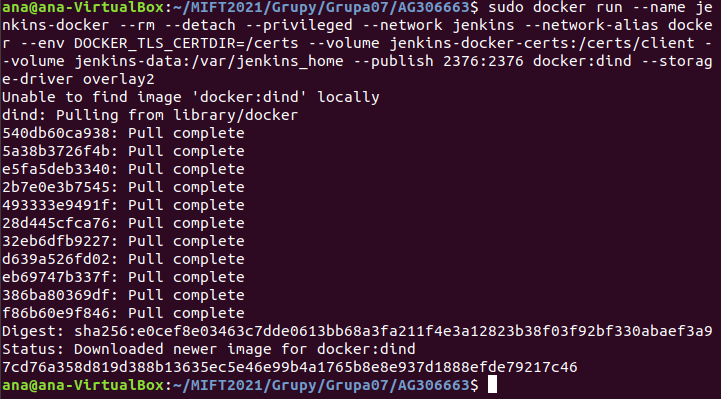 ana@ana-VirtualBox:~/MIFT2021/Grupy/Grupa07/AG306663$ sudo docker run --name je
nkins-docker --rm --detach --privileged --network jenkins --network-alias docke
r --env DOCKER_TLS_CERTDIR=/certs --volume jenkins-docker-certs:/certs/client -
-volume jenkins-data:/var/jenkins_home --publish 2376:2376 docker:dind --storag
e-driver overlay2
Unable to find image 'docker:dind' locally
dind: Pulling from library/docker
540db60ca938: Pull complete
5a38b3726f4b: Pull complete
e5fa5deb3340: Pull complete
2b7e0e3b7545: Pull complete
493333e9491f: Pull complete
28d445cfca76: Pull complete
32eb6dfb9227: Pull complete
d639a526fd02: Pull complete
eb69747b337f: Pull complete
386ba80369df: Pull complete
f86b60e9f846: Pull complete
Digest: sha256:e0cef8e03463c7dde0613bb68a3fa211f4e3a12823b38f03f92bf330abaef3a9
Status: Downloaded newer image for docker:dind
7cd76a358d819d388b13635ec5e46e99b4a1765b8e8e937d1888efde79217c46
ana@ana-VirtualBox:~/MIFT2021/Grupy/Grupa07/AG306663$